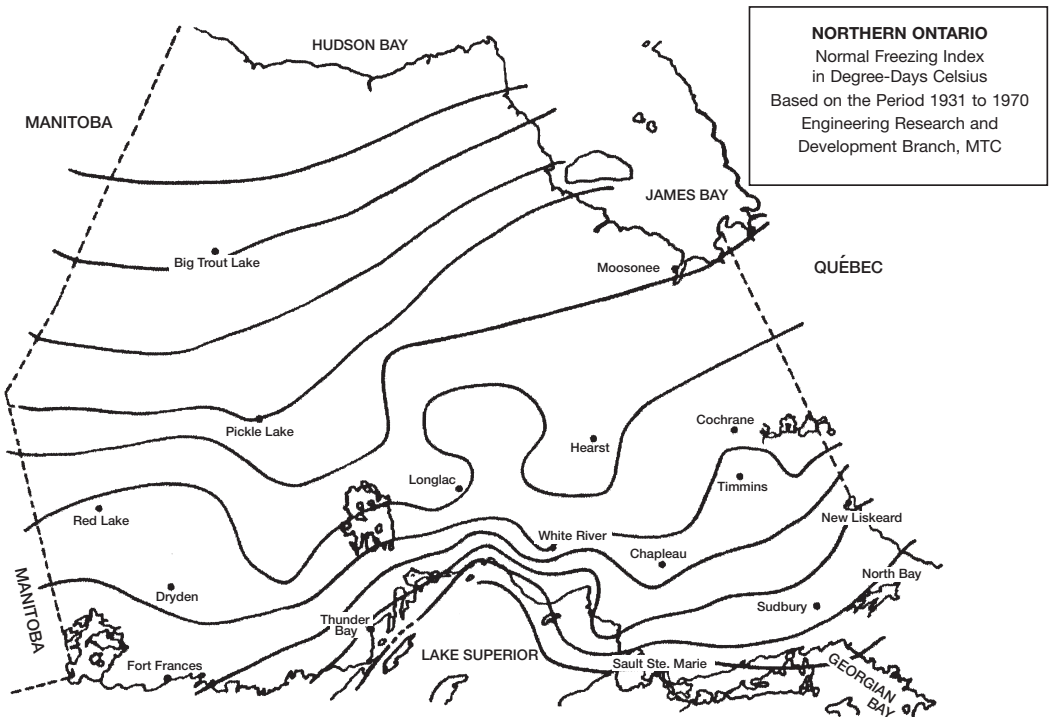 NORTHERN ONTARIO
Normal Freezing Index
in Degree-Days Celsius
Based on the Period 1931 to 1970
Engineering Research and
Development Branch, MTC
HUDSON BAY
MANITOBA
JAMES BAY
Big Trout Lake
Moosonee
QUÉBEC
Pickle Lake
Cochrane
Hearst
Longlac
Timmins
Red Lake
New Liskeard
White River
Chapleau
MANITOBA
North Bay
Dryden
Sudbury
Thunder
Bay
LAKE SUPERIOR
Fort Frances
Sault Ste. Marie
GEORGIAN
BAY